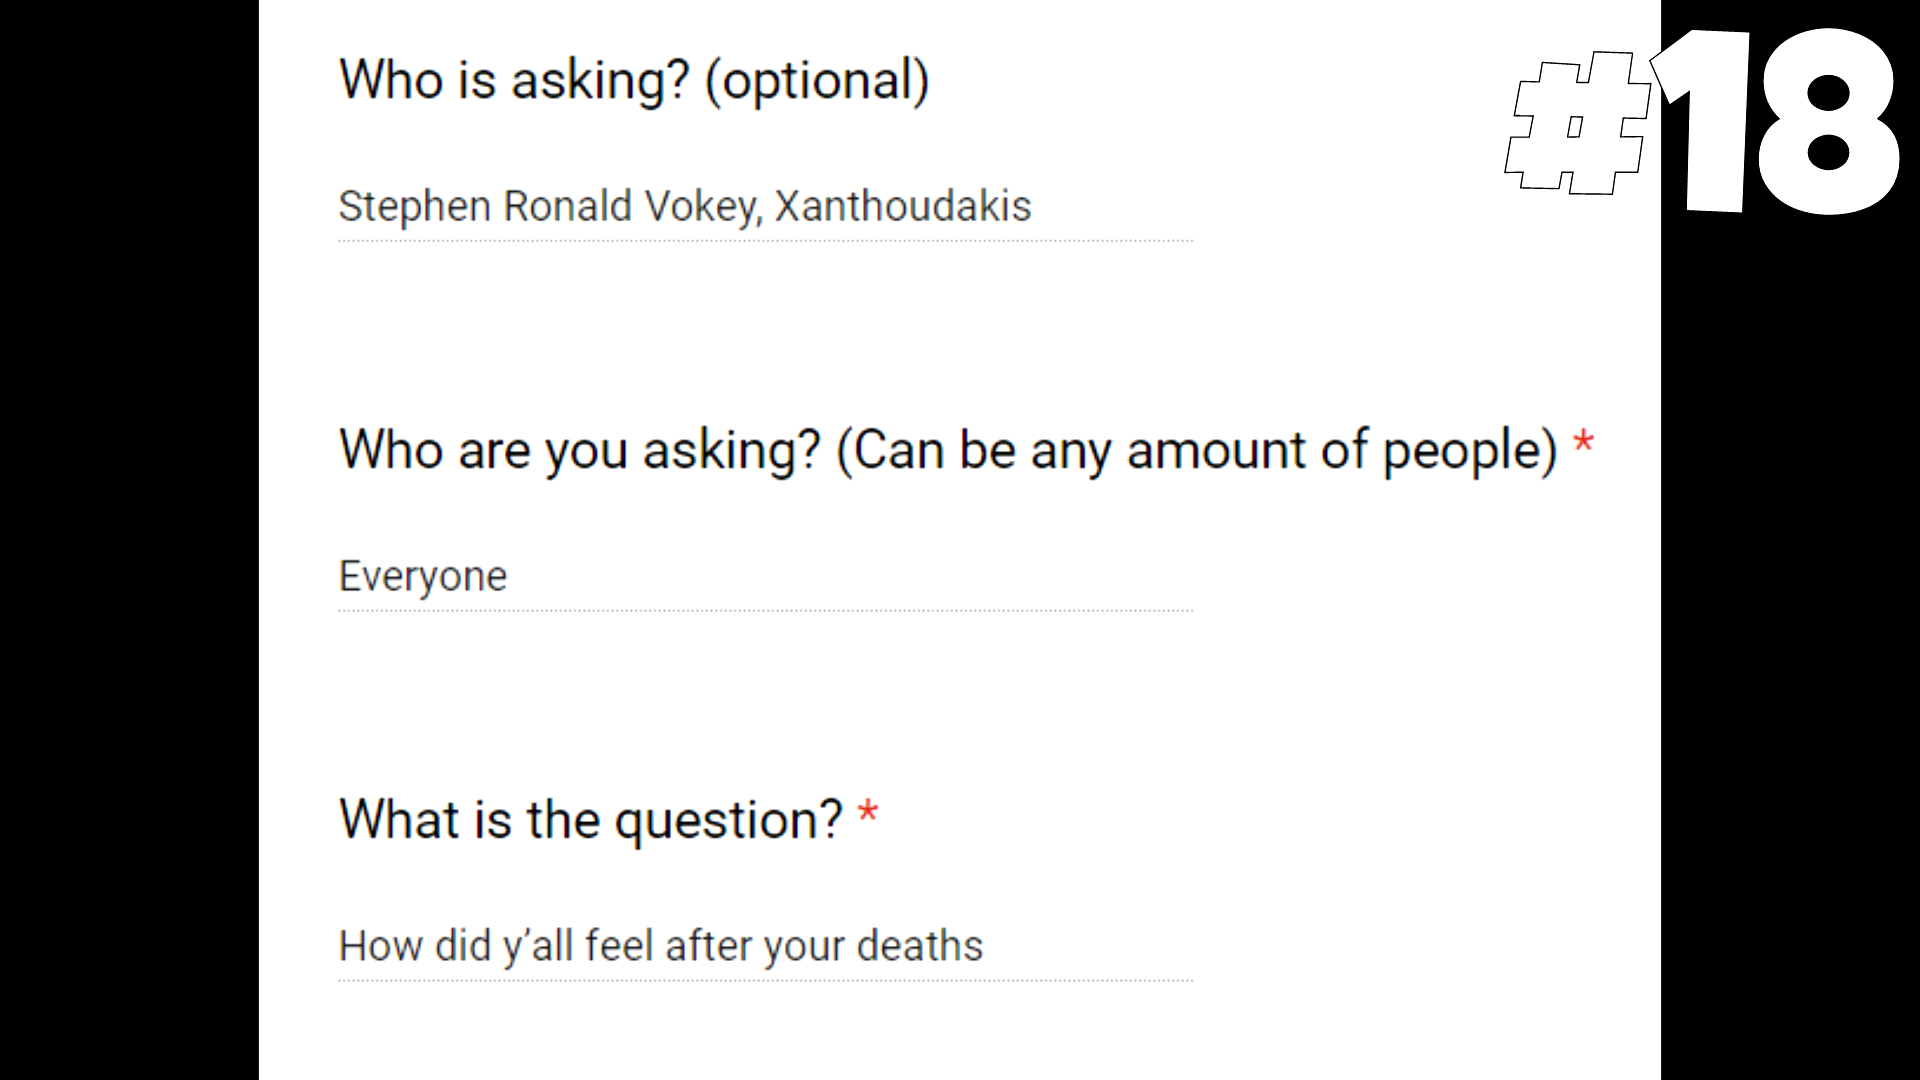 Who is asking? (optional)
#18
Stephen Ronald Vokey, Xanthoudakis
Who are you asking? (Can be any amount of people) *
Everyone
What is the question? *
How did y’all feel after your deaths